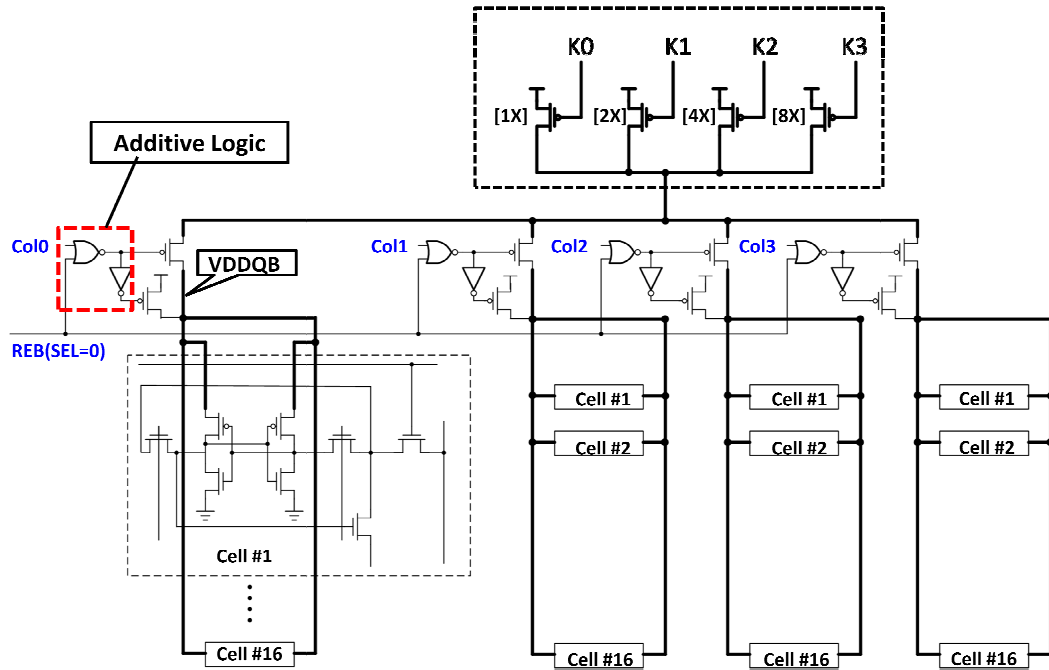 K0 K1 K2 K3
[1X] [2X] [4X] [8X]
Additive Logic
Col0 Col1 Col2 Col3
VDDQB
REB(SEL=0)
Cell #1 Cell #1 Cell #1
Cell #2 Cell #2 Cell #2
Cell #1
Cell #16 Cell #16 Cell #16 Cell #16